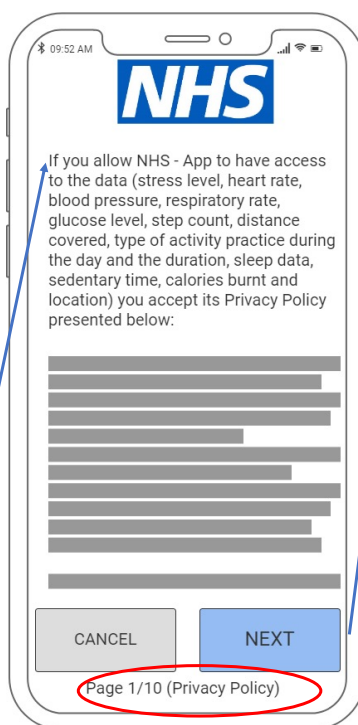 09:52 AM
NHS
If you allow NHS - App to have access
to the data (stress level, heart rate,
blood pressure, respiratory rate,
glucose level, step count, distance
covered, type of activity practice during
the day and the duration, sleep data,
sedentary time, calories burnt and
location) you accept its Privacy Policy
presented below:
CANCEL
NEXT
Page 1/10 (Privacy Policy)